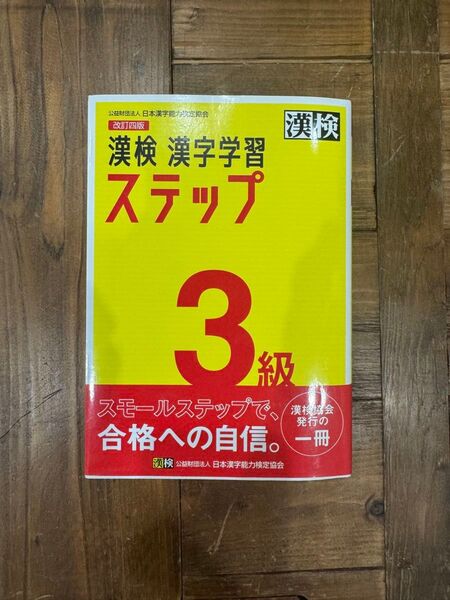 公益財団法人 日本漢字能力検定協会
改訂四版
漢検
漢検 漢字学習
ステップ
3級
スモールステップで、
合格への自信。
漢検協会
発行の
一冊
漢検 公益財団法人 日本漢字能力検定協会